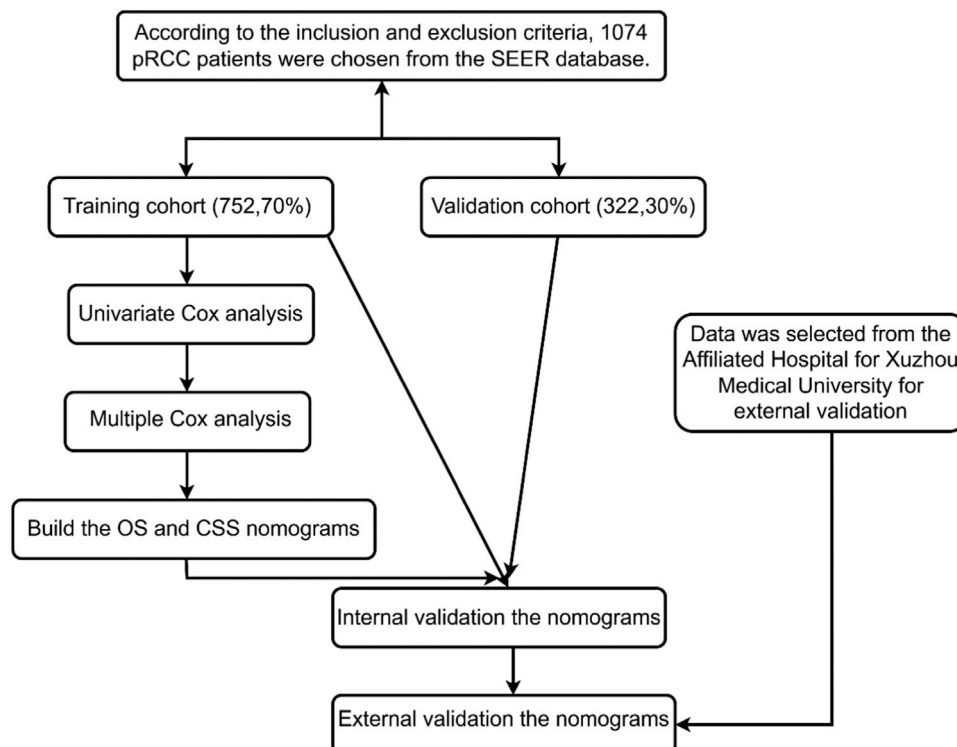 According to the inclusion and exclusion criteria, 1074
pRCC patients were chosen from the SEER database.
Training cohort (752,70%)
Validation cohort (322,30%)
Univariate Cox analysis
Multiple Cox analysis
Build the OS and CSS nomograms
Data was selected from the
Affiliated Hospital for Xuzhou
Medical University for
external validation
Internal validation the nomograms
External validation the nomograms